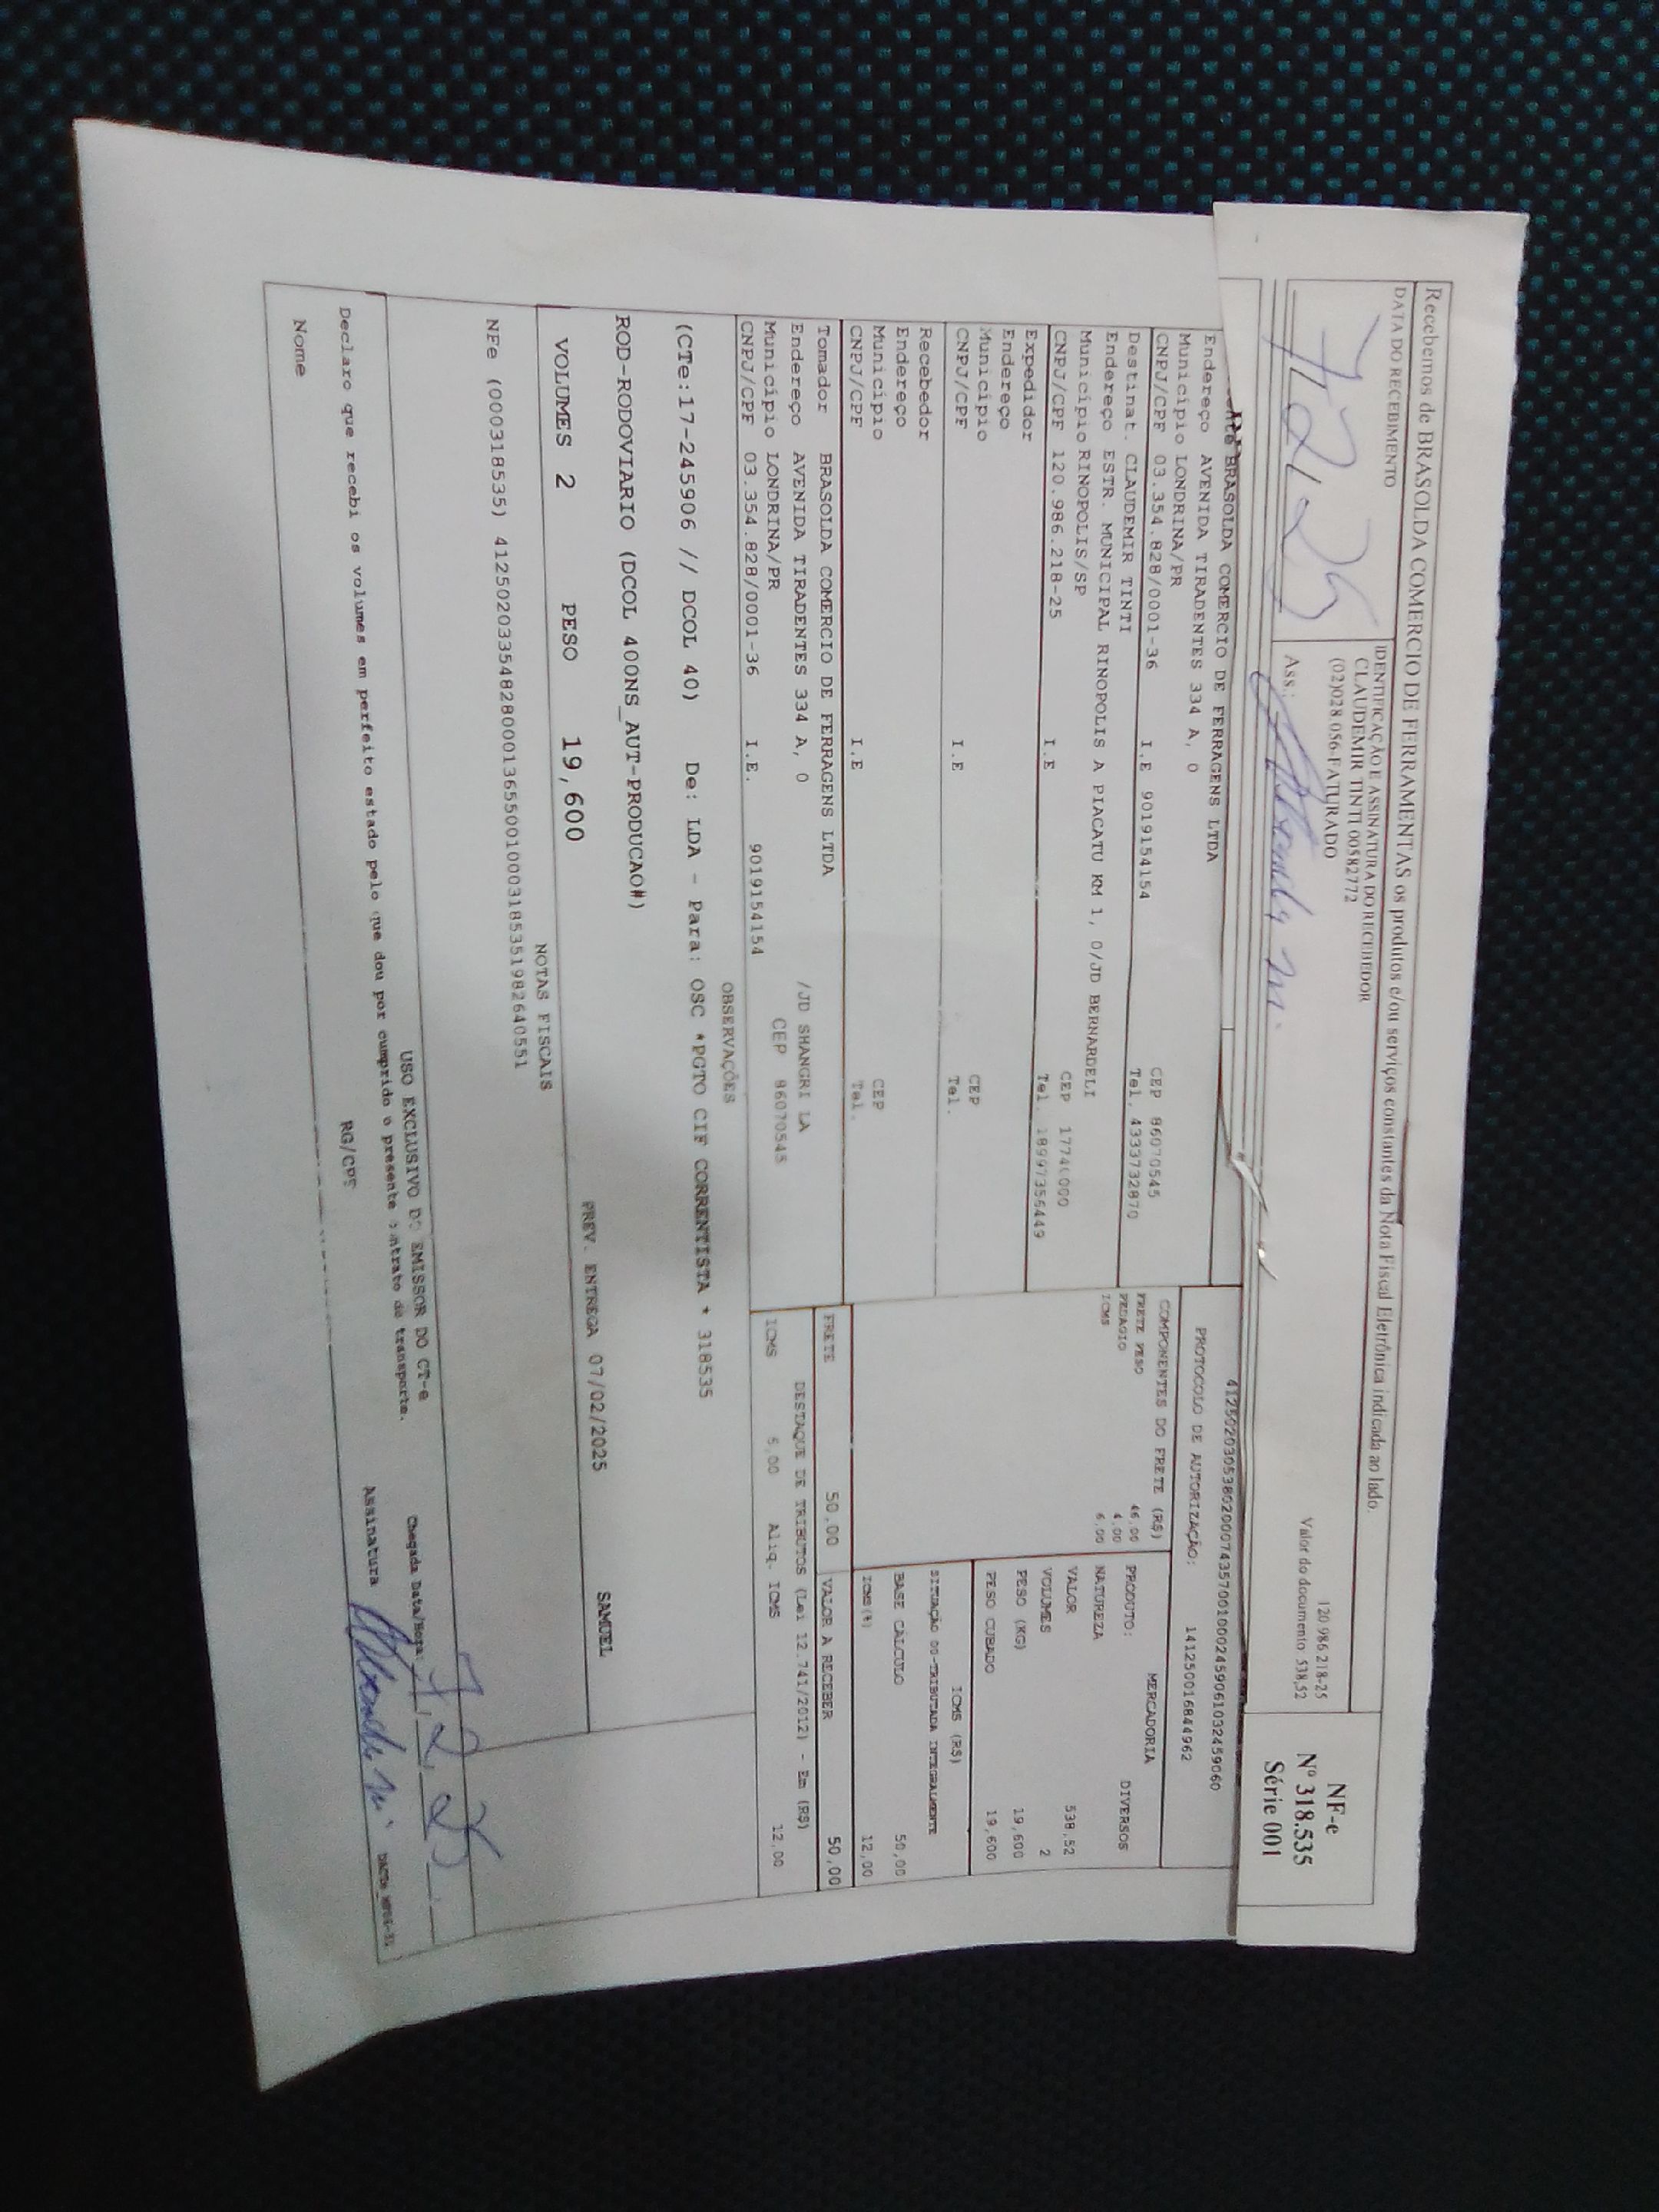 Recebemos de BRASOLDA COMERCIO DE FERRAMENTAS os produtos e/ou serviços constantes da Nota Fiscal Eletrônica indicada ao lado.
DATA DO RECEBIMENTO
7/2/25
IDENTIFICAÇÃO E ASSINATURA DO RECEBEDOR
CLAUDEMIR TINTI 00582772
(02)028.056-FATURADO
Ass:
120 986 218-25
Valor do documento 538,52
NF-e
Nº 318.535
Série 001
BRASOLDA COMERCIO DE FERRAGENS LTDA
Endereço AVENIDA TIRADENTES 334 A, 0
Município LONDRINA/PR CEP 86070545
CNPJ/CPF 03.354.828/0001-36 I.E 9019154154 Tel. 4333732870
Destinat. CLAUDEMIR TINTI
Endereço ESTR. MUNICIPAL RINOPOLIS A PIACATU KM 1, 0/JD BERNARDELI
Município RINOPOLIS/SP CEP 17740000
CNPJ/CPF 120.986.218-25 I.E Tel. 18997356449
Expedidor
Endereço
Município CEP
CNPJ/CPF I.E Tel.
Recebedor
Endereço
Município CEP
CNPJ/CPF I.E Tel.
Tomador BRASOLDA COMERCIO DE FERRAGENS LTDA
Endereço AVENIDA TIRADENTES 334 A, 0 /JD SHANGRI LA
Município LONDRINA/PR CEP 86070545
CNPJ/CPF 03.354.828/0001-36 I.E. 9019154154
41250203053802000743570010002459061032459060
PROTOCOLO DE AUTORIZAÇÃO: 141250016844962
COMPONENTES DO FRETE (R$)
FRETE PESO 46,00
PEDAGIO 4,00
ICMS 6,00
MERCADORIA
PRODUTO: DIVERSOS
NATUREZA
VALOR 538,52
VOLUMES 2
PESO (KG) 19,600
PESO CUBADO 19,600
ICMS (R$)
SITUAÇÃO 00-TRIBUTADA INTEGRALMENTE
BASE CALCULO 50,00
ICMS(%) 12,00
FRETE 50,00 VALOR A RECEBER 50,00
DESTAQUE DE TRIBUTOS (Lei 12.741/2012) - Em (R$)
ICMS 6,00 Aliq. ICMS 12,00
OBSERVAÇÕES
(CTe:17-245906 // DCOL 40) De: LDA - Para: OSC *PGTO CIF CORRENTISTA * 318535
ROD-RODOVIARIO (DCOL 400NS_AUT-PRODUCAO#)
VOLUMES 2 PESO 19,600 PREV. ENTREGA 07/02/2025 SAMUEL
NOTAS FISCAIS
NFe (000318535) 41250203354828000136550010003185351982640551
USO EXCLUSIVO DO EMISSOR DO CT-e
Declaro que recebi os volumes em perfeito estado pelo que dou por cumprido o presente contrato de transporte.
Chegada Data/Hora: 7/2/25
Nome RG/CPF Assinatura